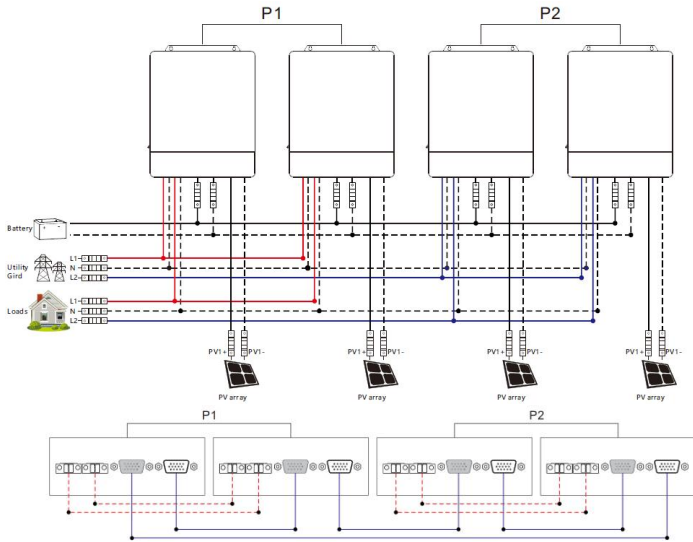 P1
P2
Battery
Utility
Gird
L1
N
L2
Loads
L1
N
L2
PV1+
PV1-
PV1+
PV1-
PV1+
PV1-
PV1+
PV1-
PV array
PV array
PV array
PV array
P1
P2